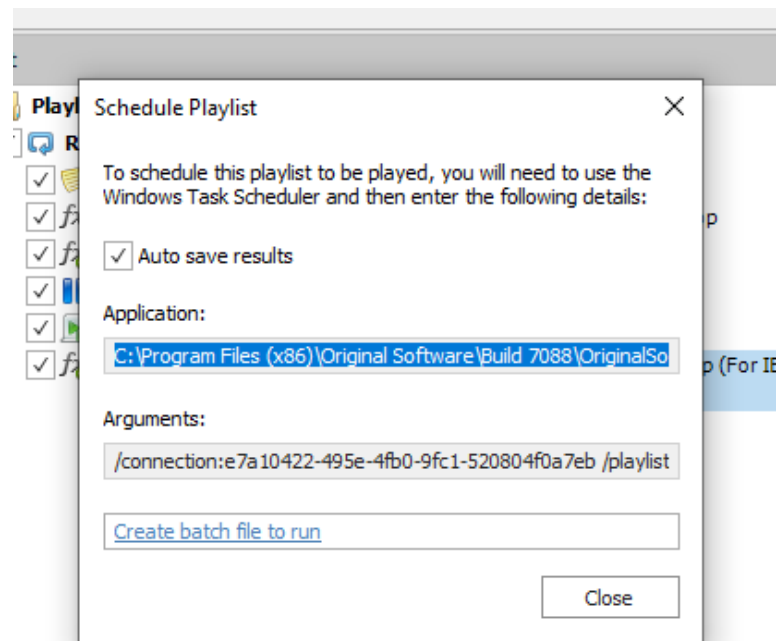 Playl
Schedule Playlist
R
To schedule this playlist to be played, you will need to use the
Windows Task Scheduler and then enter the following details:
Auto save results
Application:
C:\Program Files (x86)\Original Software\Build 7088\OriginalSo
p (For IE
Arguments:
/connection:e7a10422-495e-4fb0-9fc1-520804f0a7eb /playlist
Create batch file to run
Close